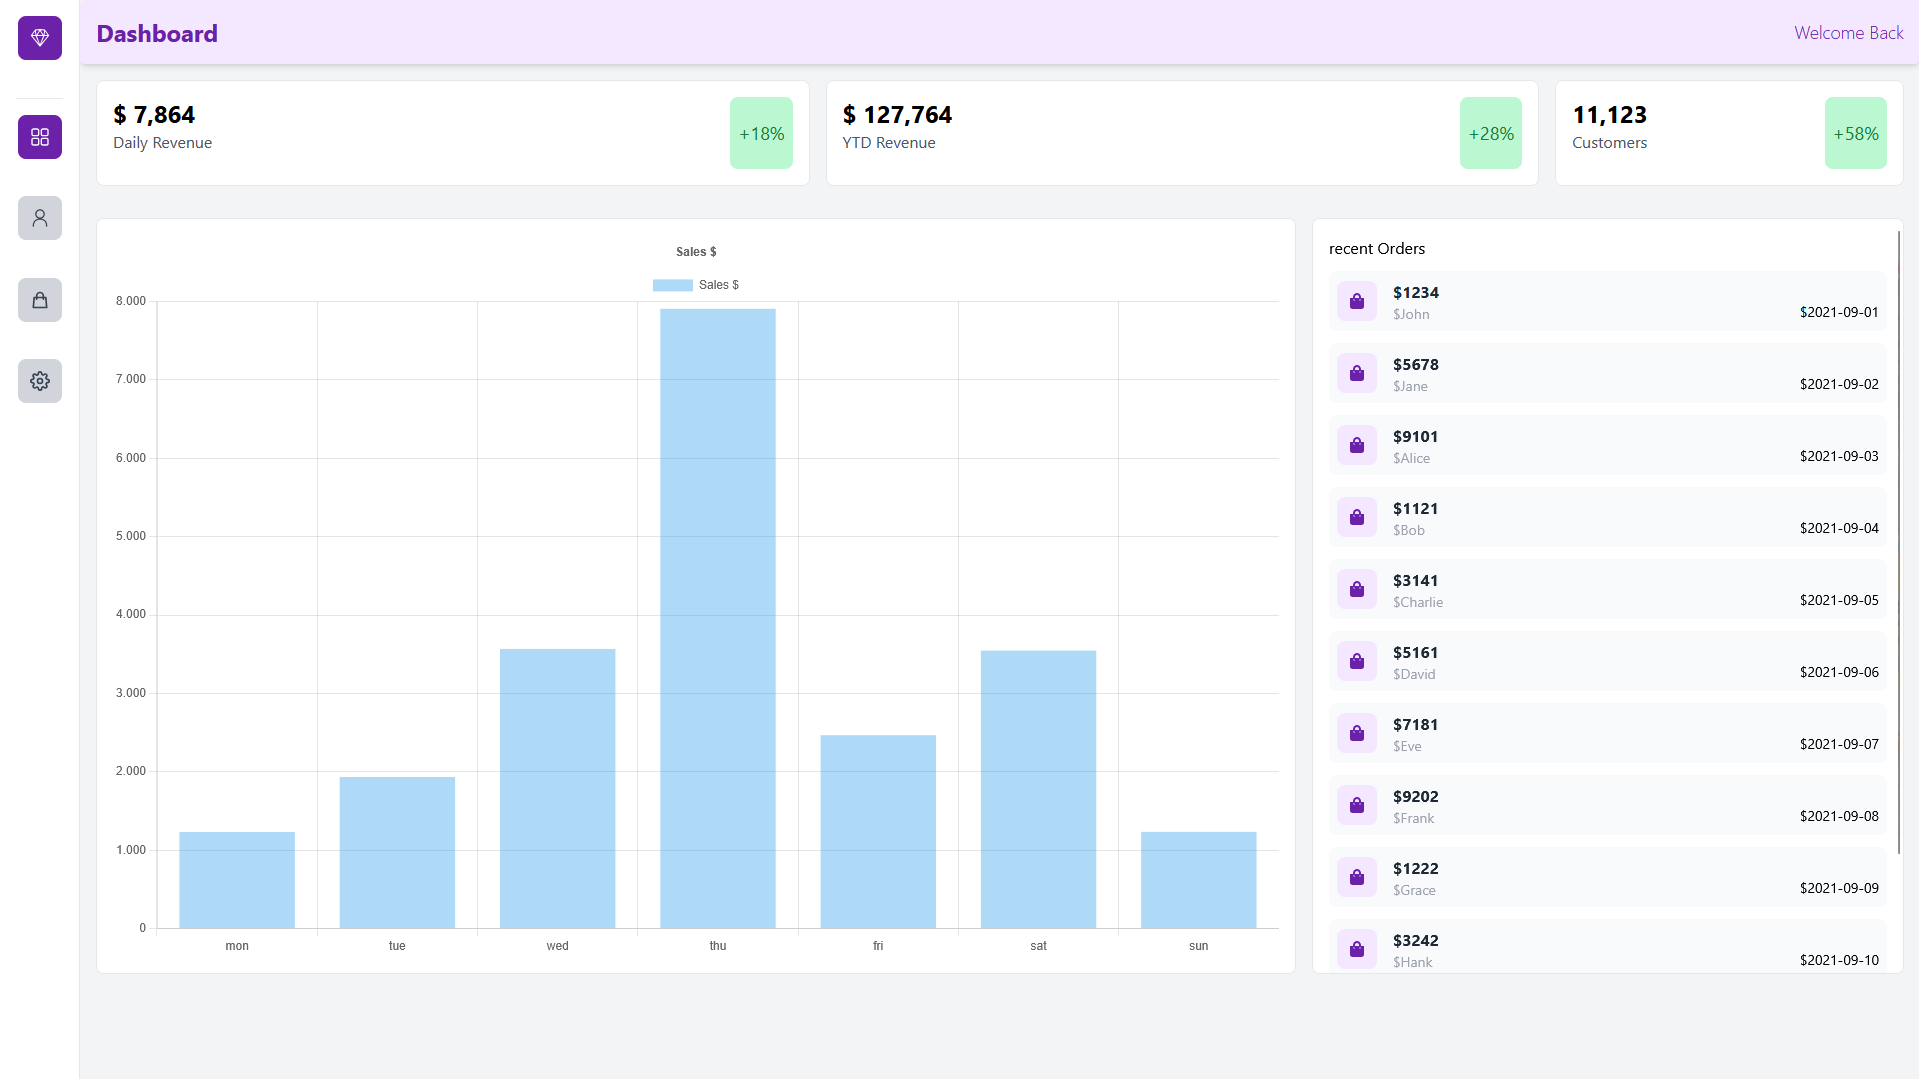 Dashboard
Welcome Back
$ 7,864
Daily Revenue
+18%
$ 127,764
YTD Revenue
+28%
11,123
Customers
+58%
Sales $
Sales $
8.000
7.000
6.000
5.000
4.000
3.000
2.000
1.000
0
mon tue wed thu fri sat sun
recent Orders
$1234
$John
$2021-09-01
$5678
$Jane
$2021-09-02
$9101
$Alice
$2021-09-03
$1121
$Bob
$2021-09-04
$3141
$Charlie
$2021-09-05
$5161
$David
$2021-09-06
$7181
$Eve
$2021-09-07
$9202
$Frank
$2021-09-08
$1222
$Grace
$2021-09-09
$3242
$Hank
$2021-09-10